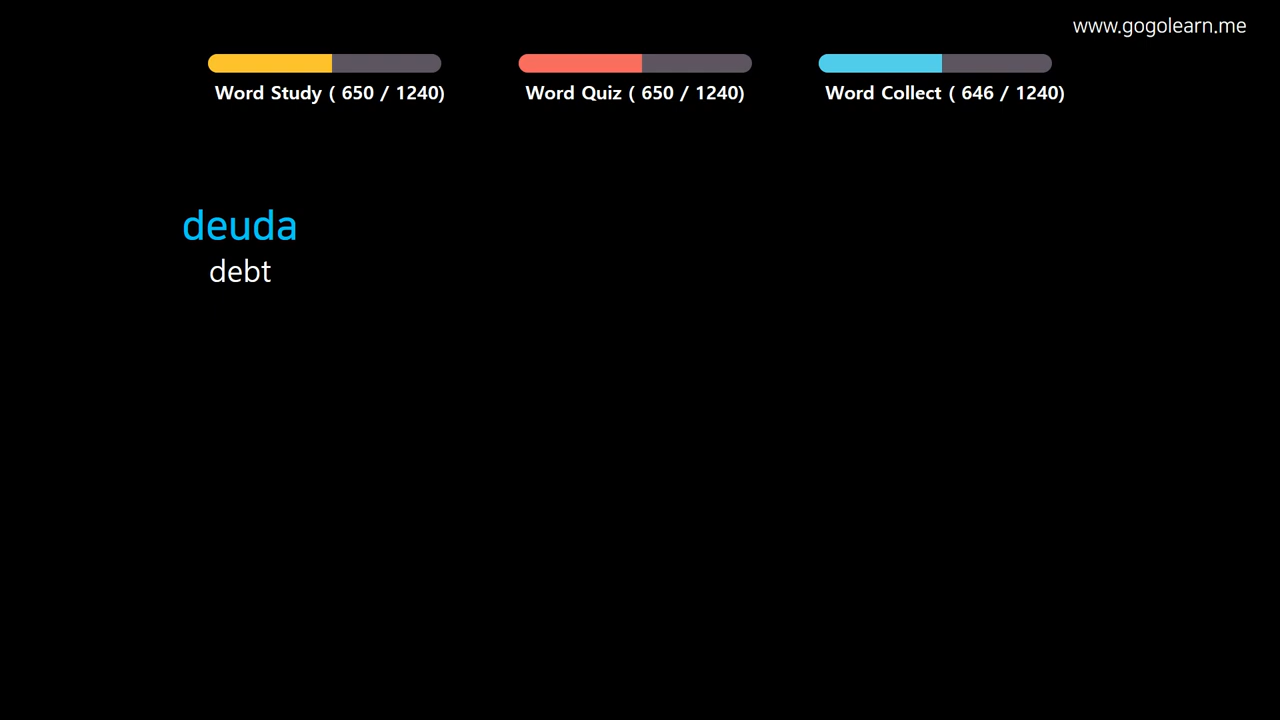 www.gogolearn.me
Word Study ( 650 / 1240)
Word Quiz ( 650 / 1240)
Word Collect ( 646 / 1240)
deuda
debt